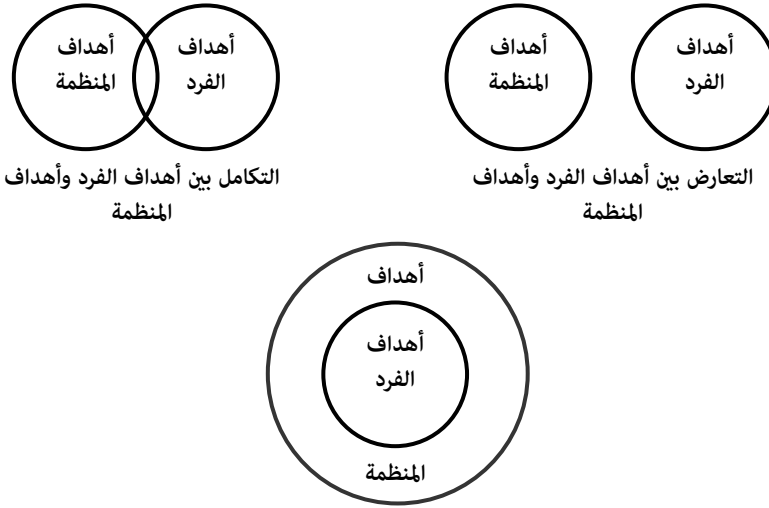 أهداف
الفرد
أهداف
المنظمة
التعارض بين أهداف الفرد وأهداف
المنظمة
أهداف
الفرد
أهداف
المنظمة
التكامل بين أهداف الفرد وأهداف
المنظمة
أهداف
أهداف
الفرد
المنظمة